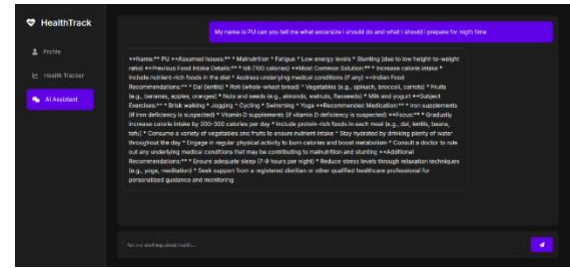 HealthTrack
My name is PU can you tell me what excersize i should do and what i should i prepare for nigth time
Profile
Health Tracker
AI Assistant
**Name:** PU **Assumed Issues:** * Malnutrition * Fatigue * Low energy levels * Stunting (due to low height-to-weight
ratio) **Previous Food Intake Details:** * Idli (100 calories) **Most Common Solution:** * Increase calorie intake *
Include nutrient-rich foods in the diet * Address underlying medical conditions (if any) **Indian Food
Recommendations:** * Dal (lentils) * Roti (whole-wheat bread) * Vegetables (e.g., spinach, broccoli, carrots) * Fruits
(e.g., bananas, apples, oranges) * Nuts and seeds (e.g., almonds, walnuts, flaxseeds) * Milk and yogurt **Subject
Exercises:** * Brisk walking * Jogging * Cycling * Swimming * Yoga **Recommended Medication:** * Iron supplements
(if iron deficiency is suspected) * Vitamin D supplements (if vitamin D deficiency is suspected) **Focus:** * Gradually
increase calorie intake by 200-300 calories per day * Include protein-rich foods in each meal (e.g., dal, lentils, beans,
tofu) * Consume a variety of vegetables and fruits to ensure nutrient intake * Stay hydrated by drinking plenty of water
throughout the day * Engage in regular physical activity to burn calories and boost metabolism * Consult a doctor to rule
out any underlying medical conditions that may be contributing to malnutrition and stunting **Additional
Recommendations:** * Ensure adequate sleep (7-9 hours per night) * Reduce stress levels through relaxation techniques
(e.g., yoga, meditation) * Seek support from a registered dietitian or other qualified healthcare professional for
personalized guidance and monitoring
Ask me anything about health...